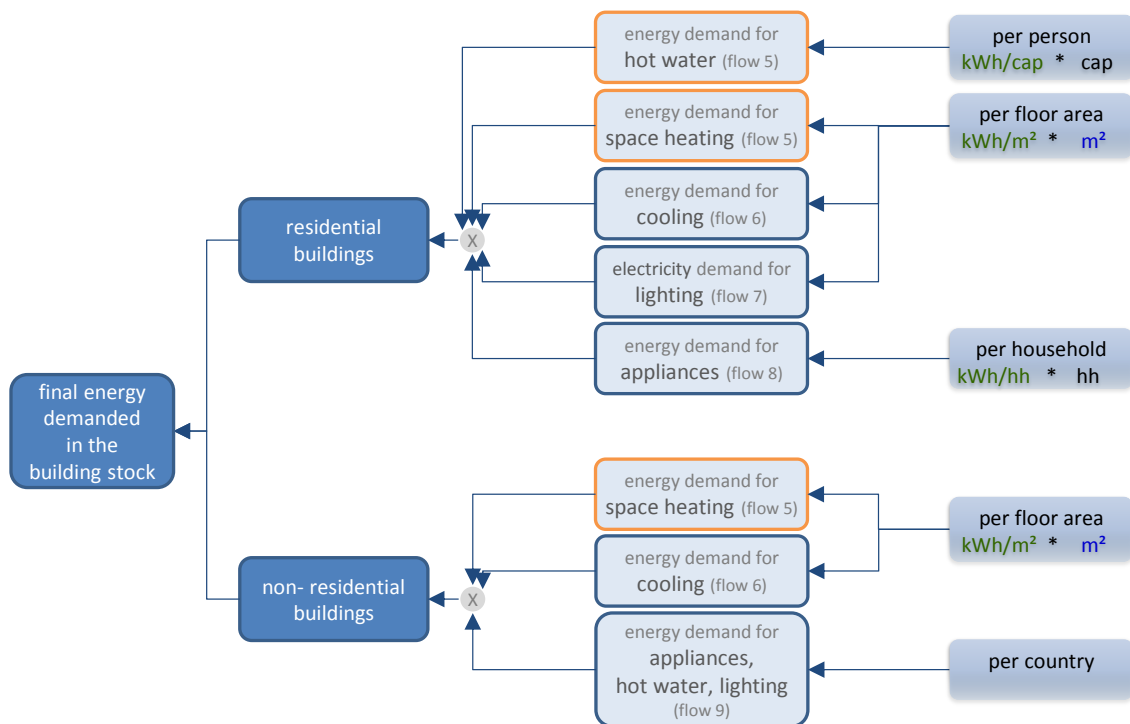 energy demand for
hot water (flow 5)
per person
kWh/cap * cap
energy demand for
space heating (flow 5)
per floor area
kWh/m² * m²
energy demand for
cooling (flow 6)
residential
buildings
X
electricity demand for
lighting (flow 7)
energy demand for
appliances (flow 8)
per household
kWh/hh * hh
final energy
demanded
in the
building stock
energy demand for
space heating (flow 5)
per floor area
kWh/m² * m²
energy demand for
cooling (flow 6)
non- residential
buildings
X
energy demand for
appliances,
hot water, lighting
(flow 9)
per country